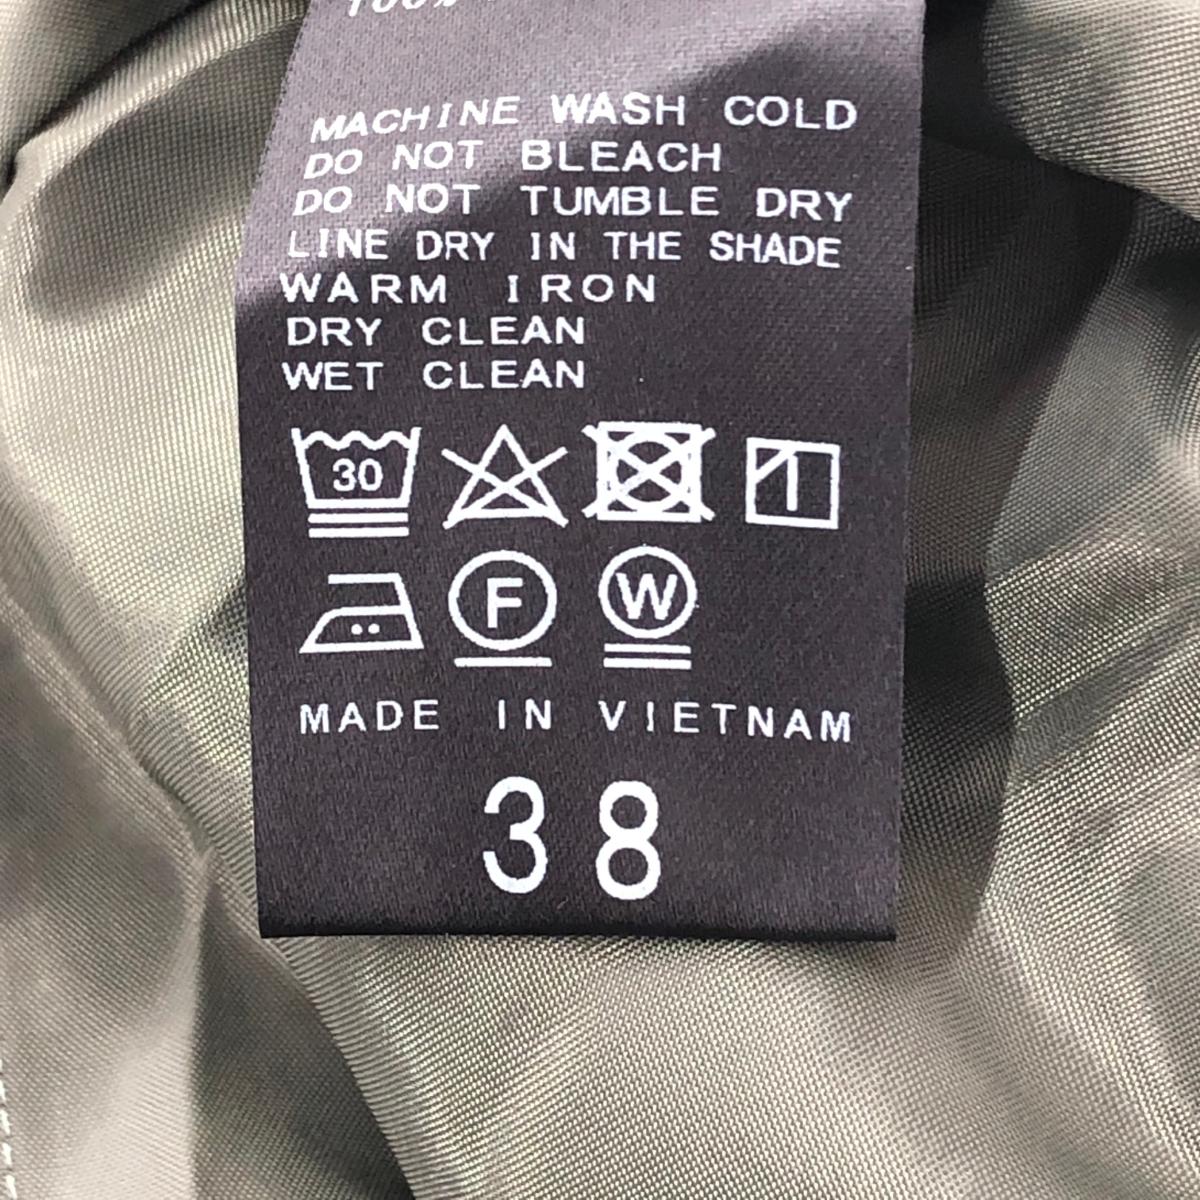 100%
MACHINE WASH COLD
DO NOT BLEACH
DO NOT TUMBLE DRY
LINE DRY IN THE SHADE
WARM IRON
DRY CLEAN
WET CLEAN
30
F W
MADE IN VIETNAM
38